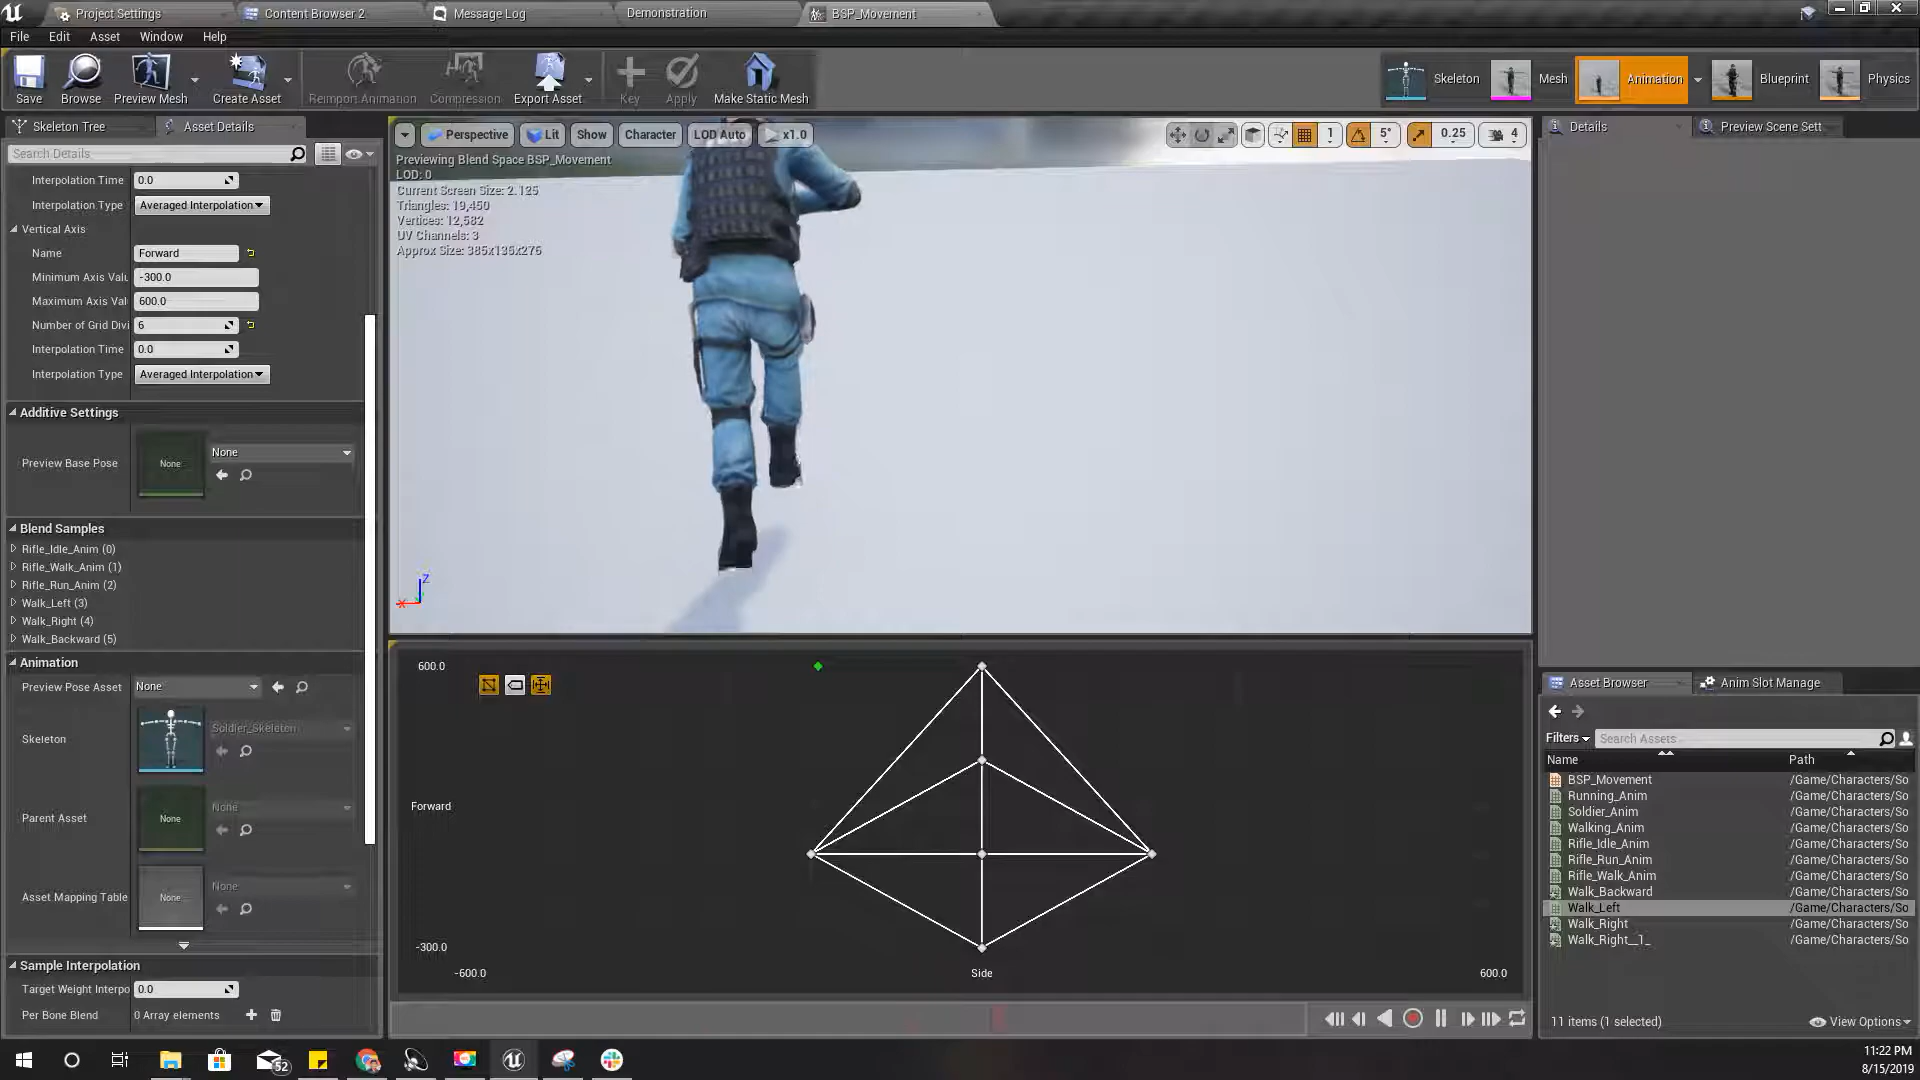 Project Settings
Content Browser 2
Message Log
Demonstration
BSP_Movement
File
Edit
Asset
Window
Help
Save
Browse
Preview Mesh
Create Asset
Reimport Animation
Compression
Export Asset
Key
Apply
Make Static Mesh
Skeleton
Mesh
Animation
Blueprint
Physics
Skeleton Tree
Asset Details
Search Details
Interpolation Time
0.0
Interpolation Type
Averaged Interpolation
Vertical Axis
Name
Forward
Minimum Axis Valu
-300.0
Maximum Axis Val
600.0
Number of Grid Divi
6
Interpolation Time
0.0
Interpolation Type
Averaged Interpolation
Additive Settings
Preview Base Pose
None
None
Blend Samples
Rifle_Idle_Anim (0)
Rifle_Walk_Anim (1)
Rifle_Run_Anim (2)
Walk_Left (3)
Walk_Right (4)
Walk_Backward (5)
Animation
Preview Pose Asset
None
Skeleton
Soldier_Skeleton
Parent Asset
None
None
Asset Mapping Table
None
None
Sample Interpolation
Target Weight Interpo
0.0
Per Bone Blend
0 Array elements
Perspective
Lit
Show
Character
LOD Auto
x1.0
1
5°
0.25
4
Previewing Blend Space BSP_Movement
LOD: 0
Current Screen Size: 2.125
Triangles: 19,450
Vertices: 12,582
UV Channels: 3
Approx Size: 385x136x276
Z
X
600.0
Forward
-300.0
-600.0
Side
600.0
Details
Preview Scene Sett
Asset Browser
Anim Slot Manage
Filters
Search Assets
Name
Path
BSP_Movement /Game/Characters/So
Running_Anim /Game/Characters/So
Soldier_Anim /Game/Characters/So
Walking_Anim /Game/Characters/So
Rifle_Idle_Anim /Game/Characters/So
Rifle_Run_Anim /Game/Characters/So
Rifle_Walk_Anim /Game/Characters/So
Walk_Backward /Game/Characters/So
Walk_Left /Game/Characters/So
Walk_Right /Game/Characters/So
Walk_Right__1_ /Game/Characters/So
11 items (1 selected)
View Options
52
11:22 PM
8/15/2019